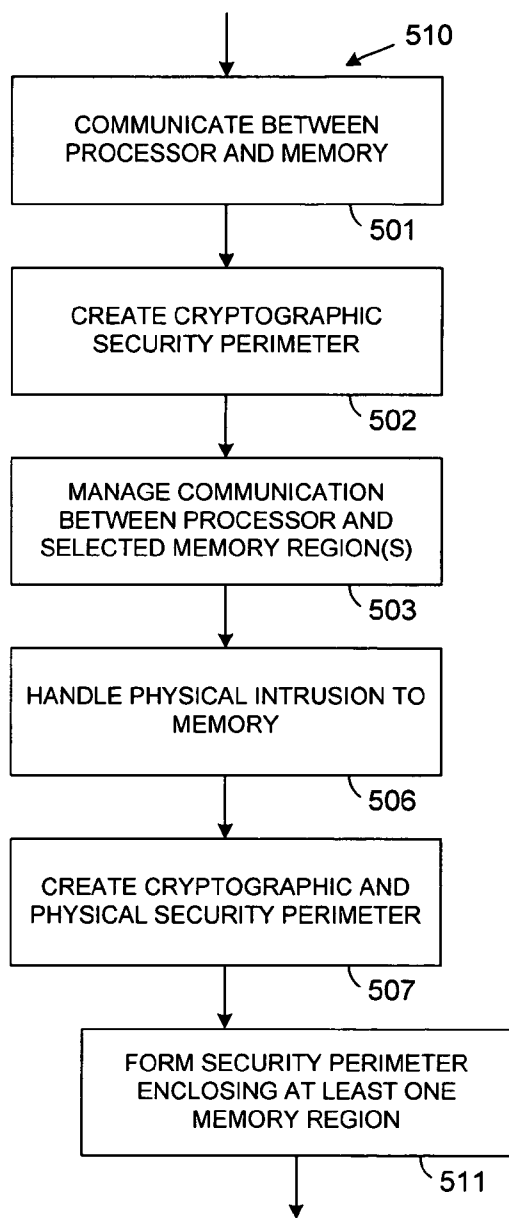 510
COMMUNICATE BETWEEN
PROCESSOR AND MEMORY
501
CREATE CRYPTOGRAPHIC
SECURITY PERIMETER
502
MANAGE COMMUNICATION
BETWEEN PROCESSOR AND
SELECTED MEMORY REGION(S)
503
HANDLE PHYSICAL INTRUSION TO
MEMORY
506
CREATE CRYPTOGRAPHIC AND
PHYSICAL SECURITY PERIMETER
507
FORM SECURITY PERIMETER
ENCLOSING AT LEAST ONE
MEMORY REGION
511